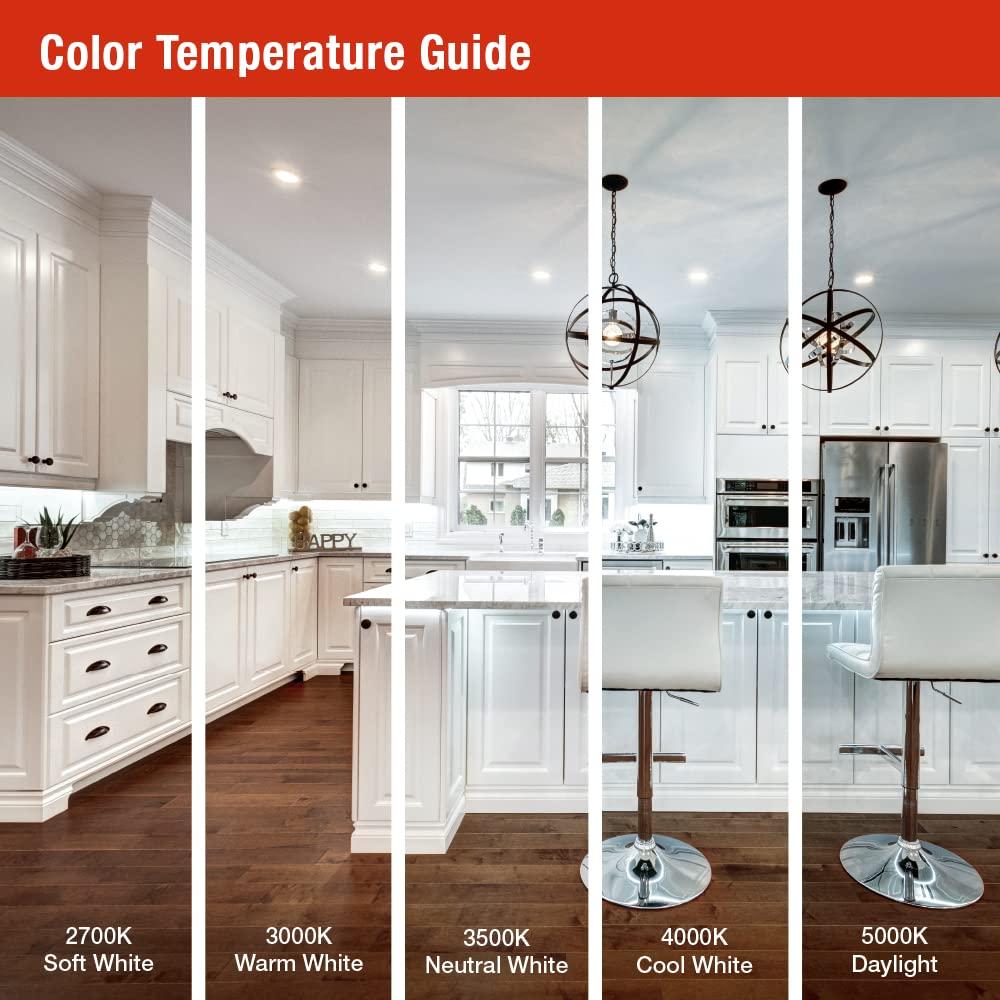 Color Temperature Guide
HAPPY
2700K
Soft White
3000K
Warm White
3500K
Neutral White
4000K
Cool White
5000K
Daylight